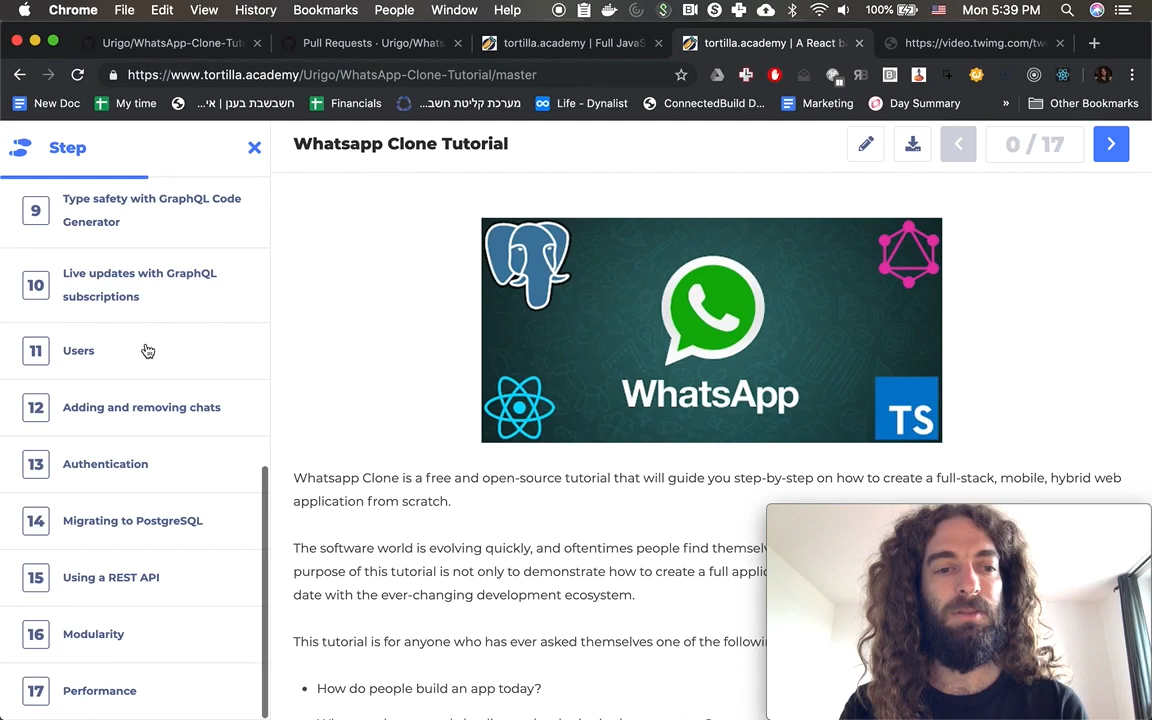 Chrome File Edit View History Bookmarks People Window Help 100% Mon 5:39 PM
Urigo/WhatsApp-Clone-Tut
Pull Requests · Urigo/Whats
tortilla.academy | Full JavaS
tortilla.academy | A React b
https://video.twimg.com/tw
https://www.tortilla.academy/Urigo/WhatsApp-Clone-Tutorial/master
New Doc
My time
חשבשבת בענן | אי...
Financials
מערכת קליטת חשב...
Life - Dynalist
ConnectedBuild D...
Marketing
Day Summary
»
Other Bookmarks
Step
9 Type safety with GraphQL Code
Generator
10 Live updates with GraphQL
subscriptions
11 Users
12 Adding and removing chats
13 Authentication
14 Migrating to PostgreSQL
15 Using a REST API
16 Modularity
17 Performance
Whatsapp Clone Tutorial
0 / 17
WhatsApp
TS
Whatsapp Clone is a free and open-source tutorial that will guide you step-by-step on how to create a full-stack, mobile, hybrid web
application from scratch.
The software world is evolving quickly, and oftentimes people find themselv
purpose of this tutorial is not only to demonstrate how to create a full applic
date with the ever-changing development ecosystem.
This tutorial is for anyone who has ever asked themselves one of the followi
• How do people build an app today?